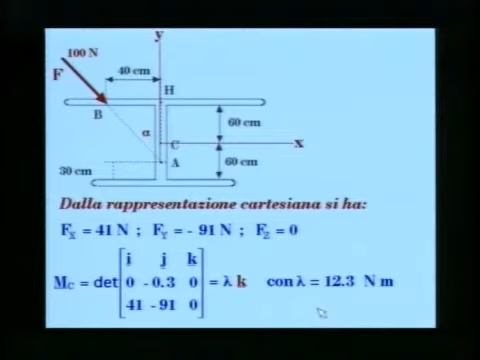 y
100 N
F
40 cm
H
B
α
60 cm
C
x
A
30 cm
60 cm
Dalla rappresentazione cartesiana si ha:
Fx = 41 N ; FY = - 91 N ; FZ = 0
i j k
MC = det 0 - 0.3 0 = λ k con λ = 12.3 N m
41 - 91 0